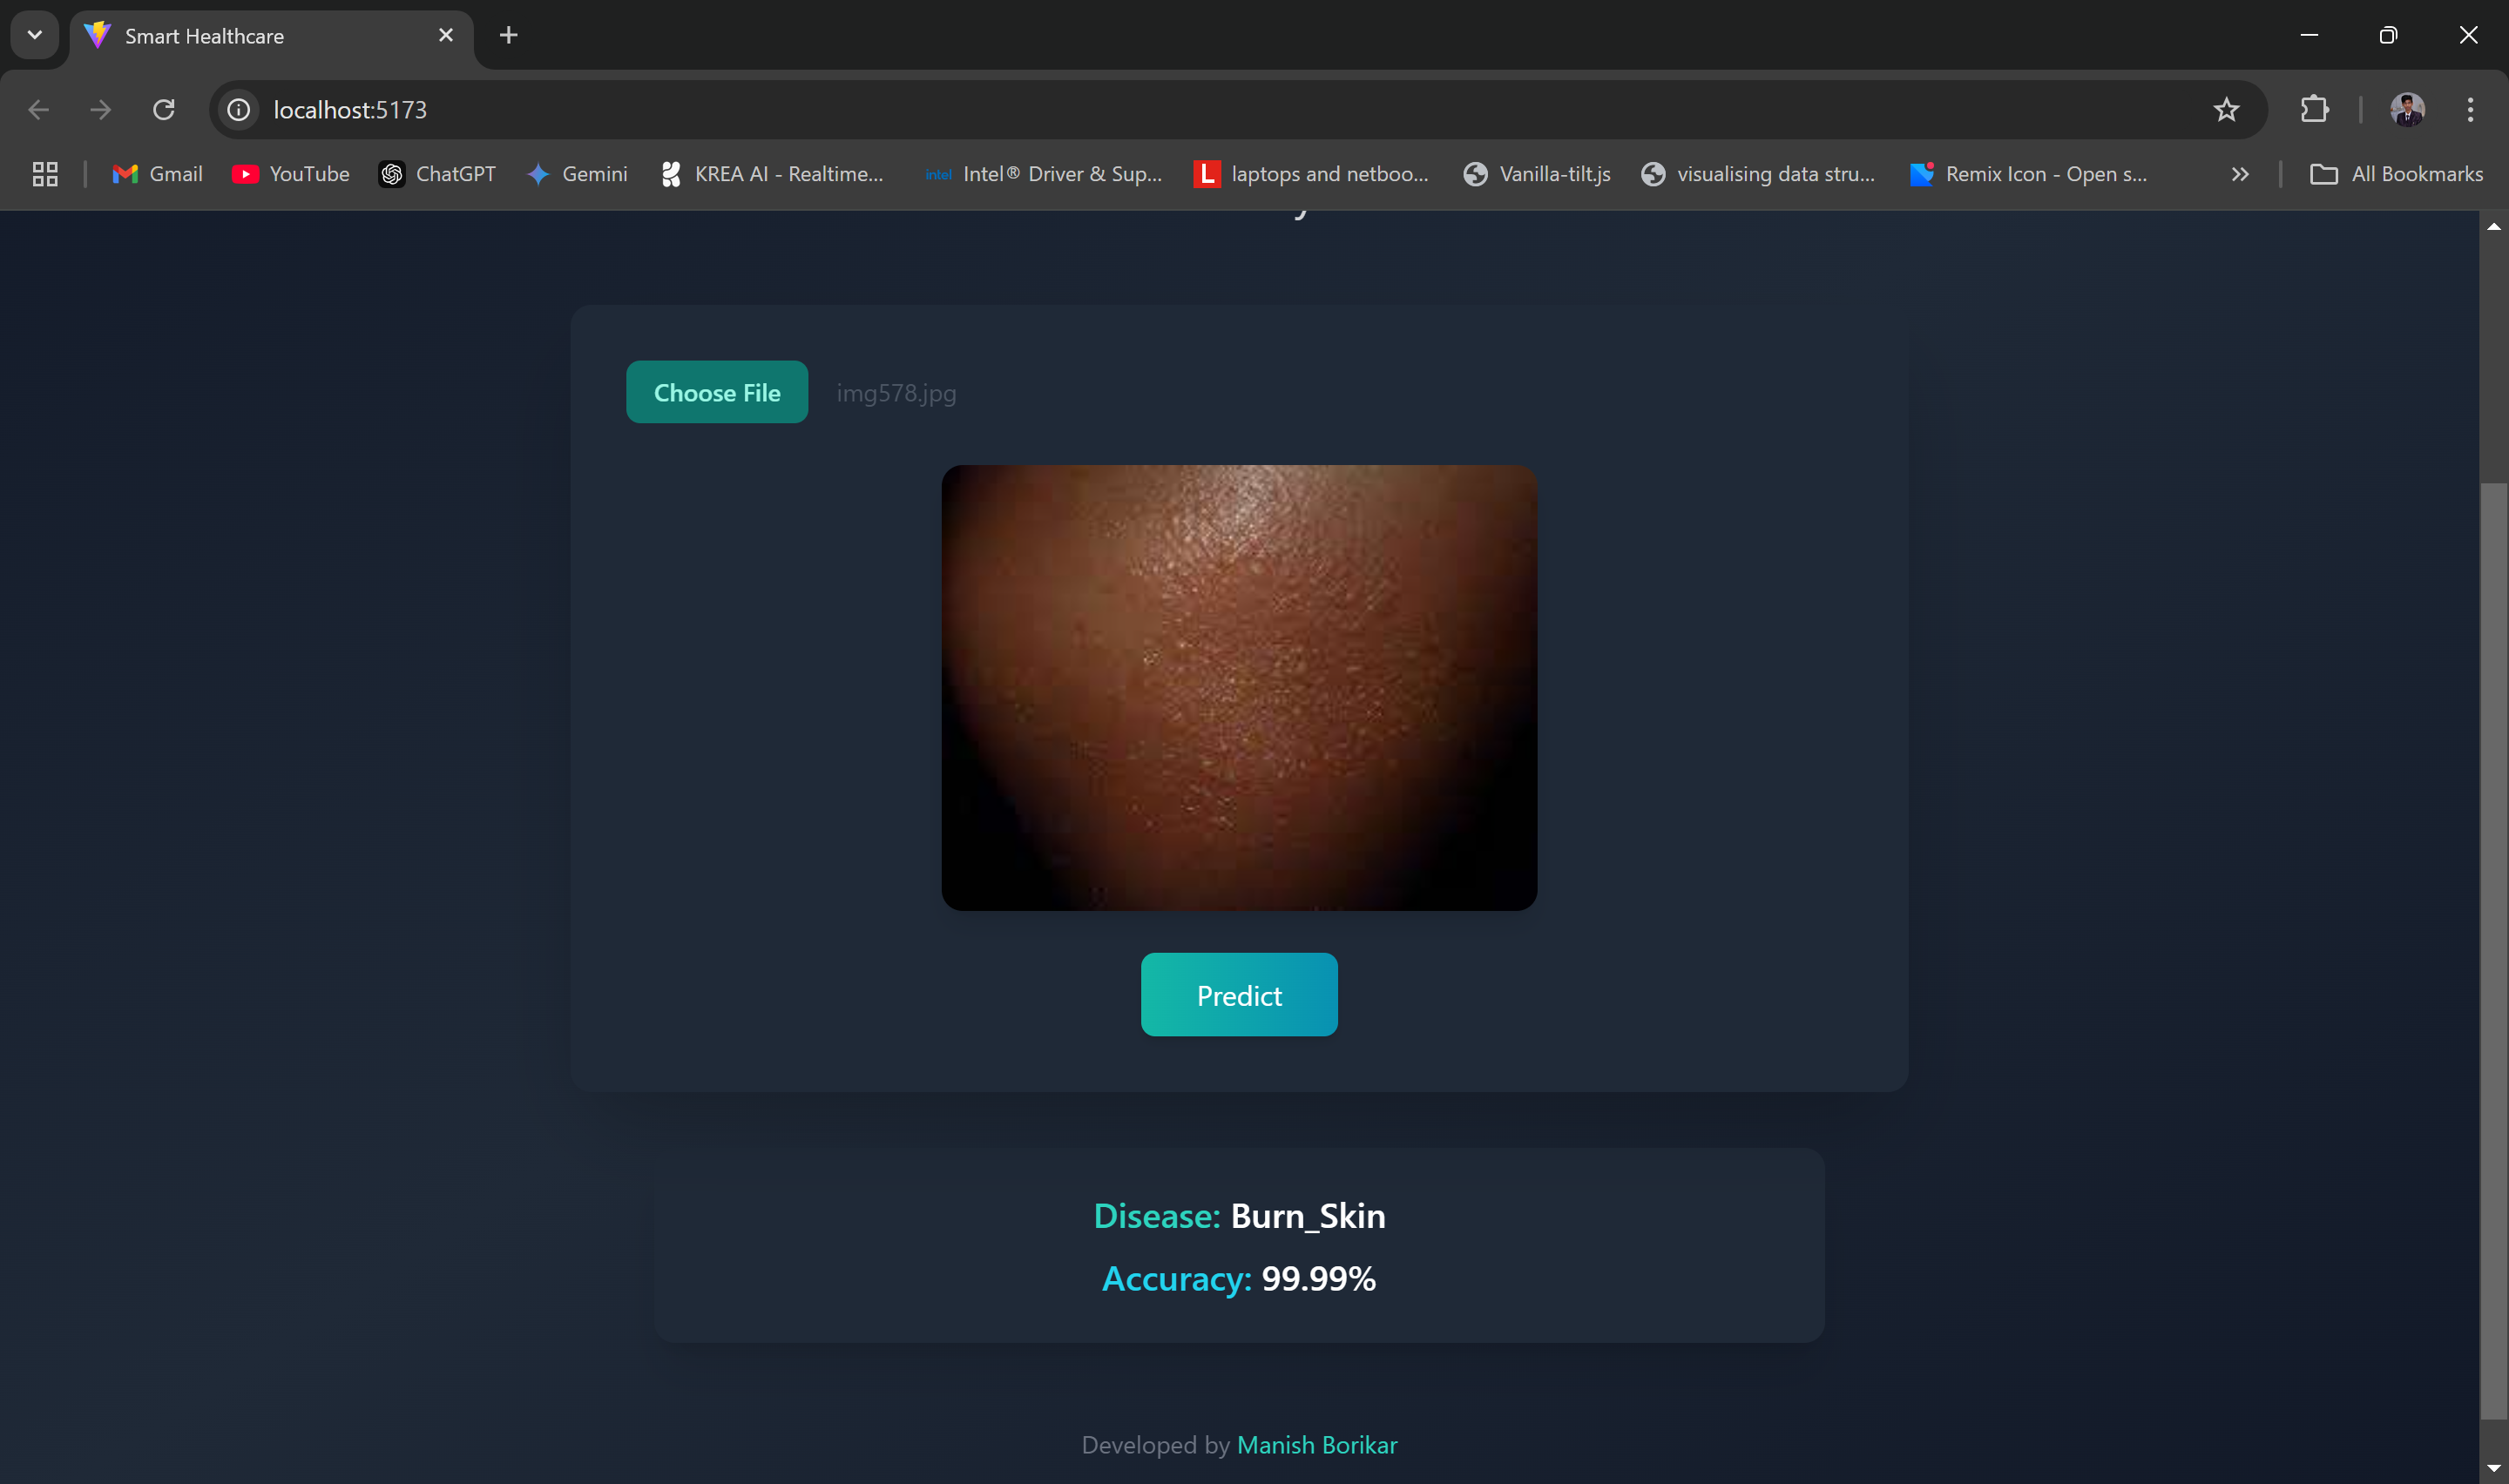 Smart Healthcare
localhost:5173
Gmail
YouTube
ChatGPT
Gemini
KREA AI - Realtime...
intel Intel® Driver & Sup...
L laptops and netboo...
Vanilla-tilt.js
visualising data stru...
Remix Icon - Open s...
All Bookmarks
Choose File img578.jpg
Predict
Disease: Burn_Skin
Accuracy: 99.99%
Developed by Manish Borikar